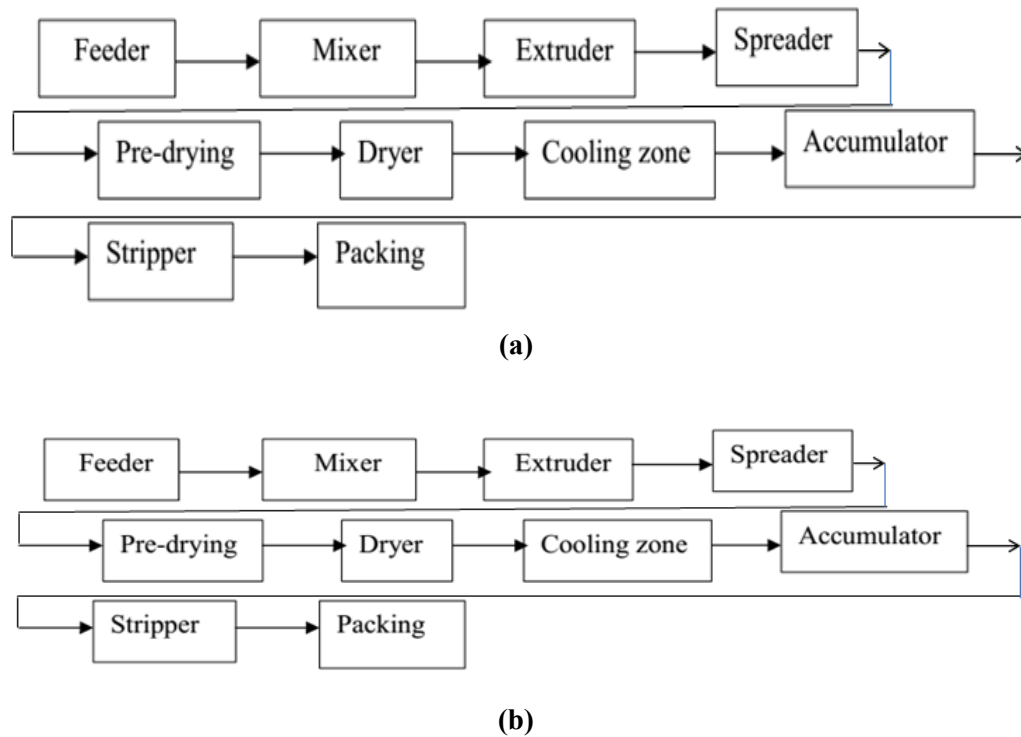 Feeder Mixer Extruder Spreader
Pre-drying Dryer Cooling zone Accumulator
Stripper Packing
(a)
Feeder Mixer Extruder Spreader
Pre-drying Dryer Cooling zone Accumulator
Stripper Packing
(b)